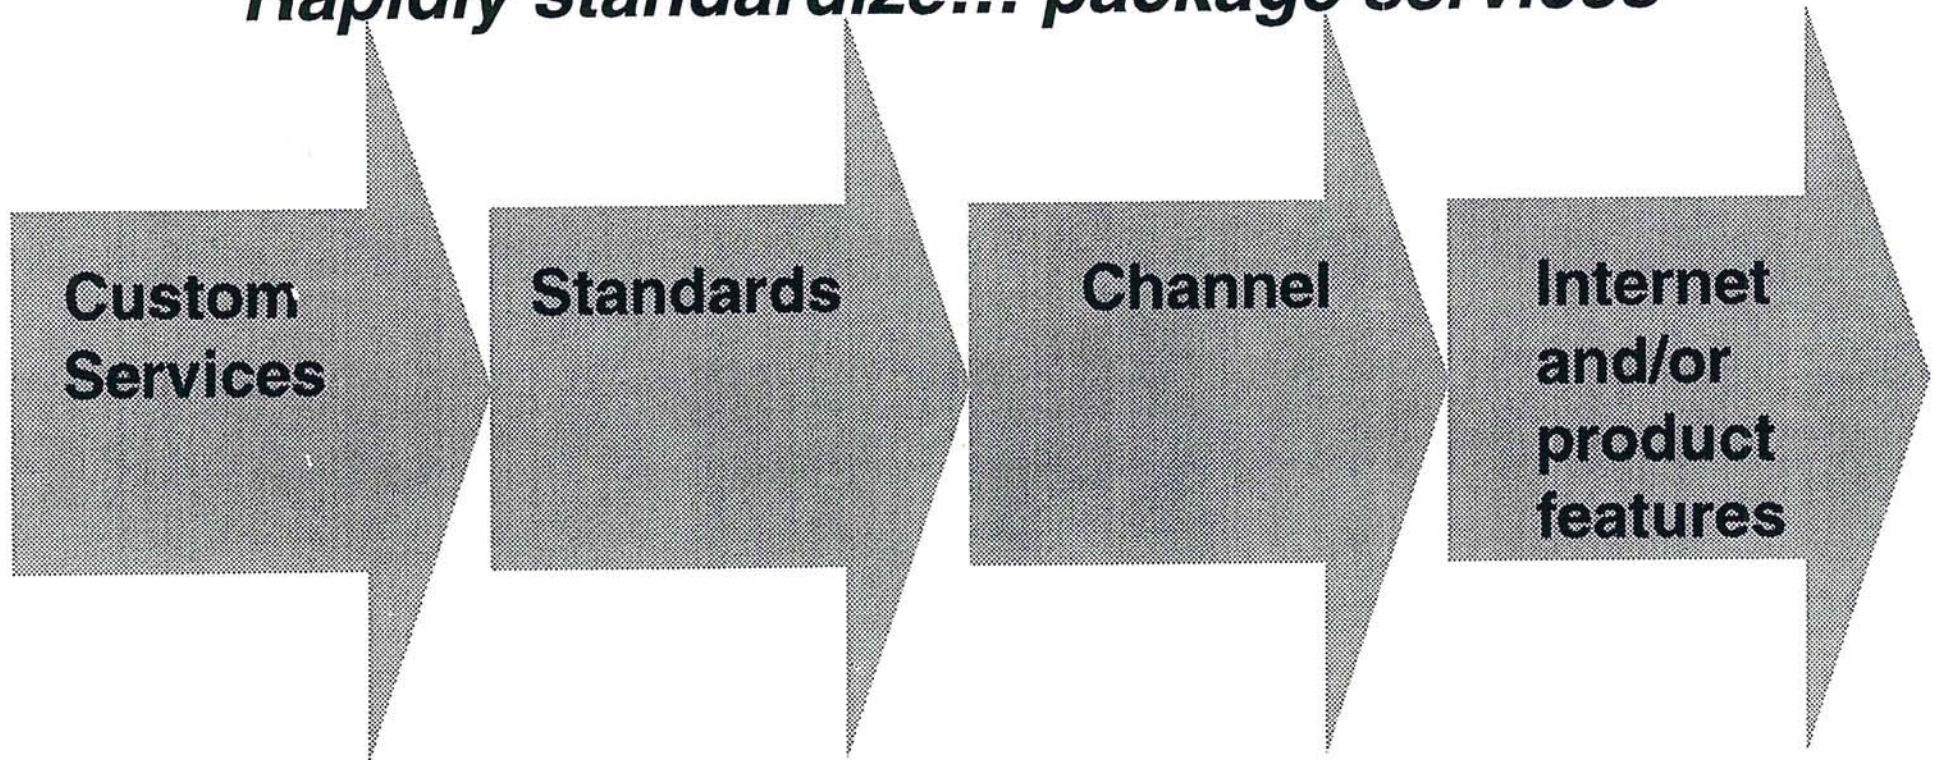 Rapidly standardize... package services
Custom
Services
Standards
Channel
Internet
and/or
product
features